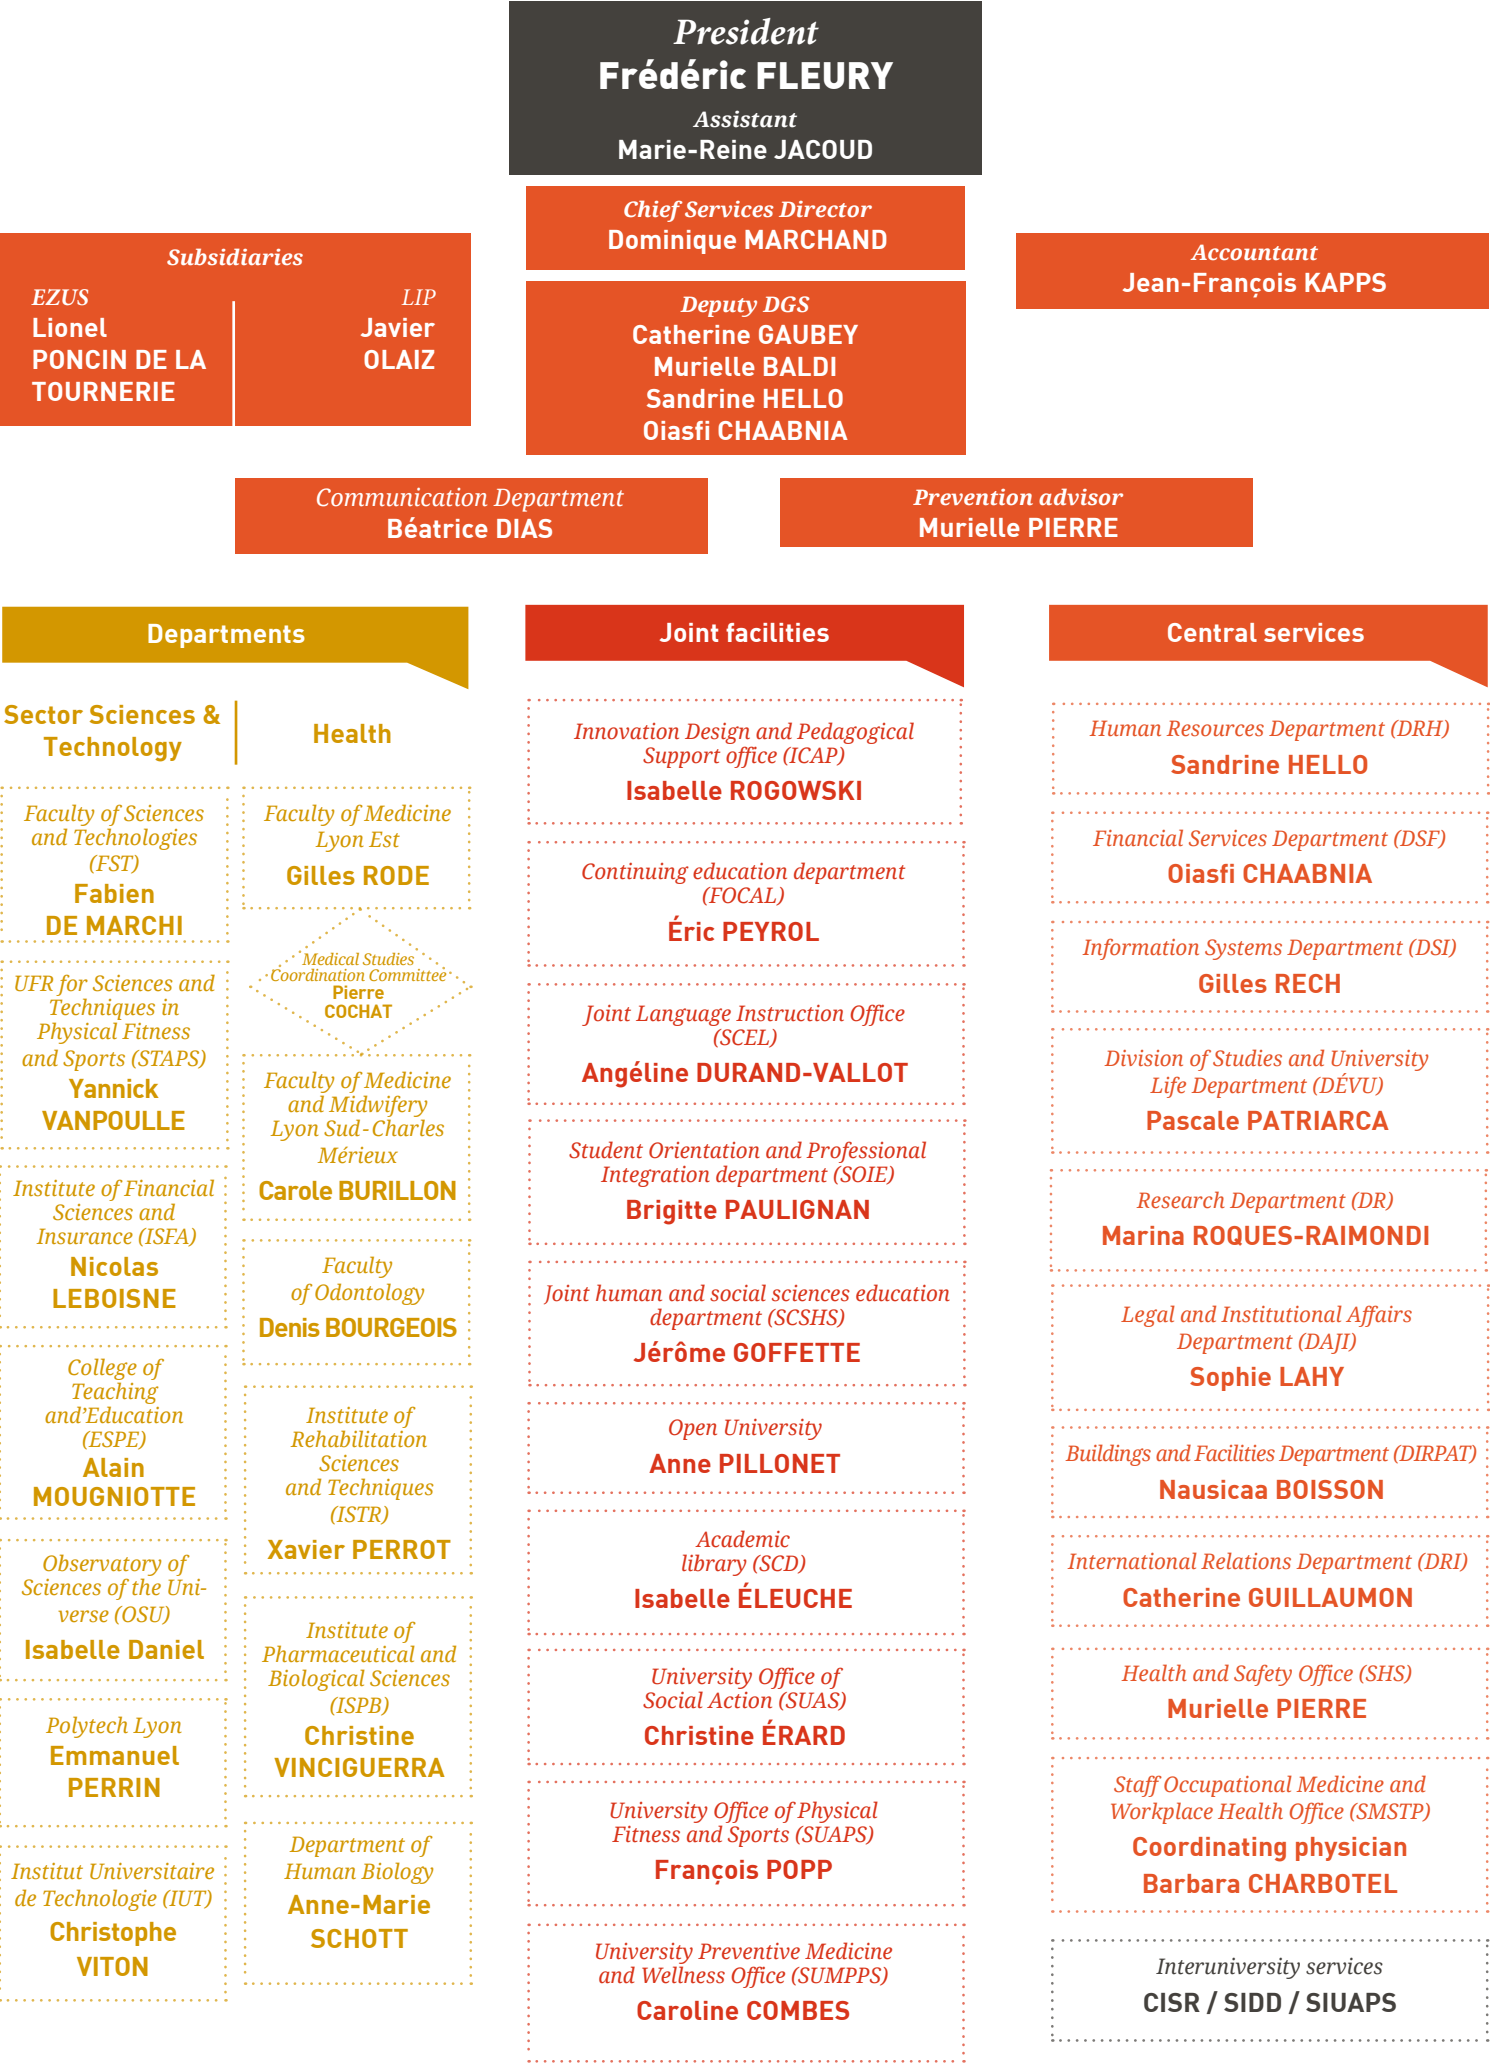 President
Frédéric FLEURY
Assistant
Marie-Reine JACOUD
Chief Services Director
Dominique MARCHAND
Subsidiaries
EZUS
Lionel
PONCIN DE LA
TOURNERIE
LIP
Javier
OLAIZ
Deputy DGS
Catherine GAUBEY
Murielle BALDI
Sandrine HELLO
Oiasfi CHAABNIA
Accountant
Jean-François KAPPS
Communication Department
Béatrice DIAS
Prevention advisor
Murielle PIERRE
Departments
Sector Sciences &
Technology
Faculty of Sciences
and Technologies
(FST)
Fabien
DE MARCHI
UFR for Sciences and
Techniques in
Physical Fitness
and Sports (STAPS)
Yannick
VANPOULLE
Institute of Financial
Sciences and
Insurance (ISFA)
Nicolas
LEBOISNE
College of
Teaching
and’Education
(ESPE)
Alain
MOUGNIOTTE
Observatory of
Sciences of the Uni-
verse (OSU)
Isabelle Daniel
Polytech Lyon
Emmanuel
PERRIN
Institut Universitaire
de Technologie (IUT)
Christophe
VITON
Health
Faculty of Medicine
Lyon Est
Gilles RODE
Medical Studies
Coordination Committee
Pierre
COCHAT
Faculty of Medicine
and Midwifery
Lyon Sud-Charles
Mérieux
Carole BURILLON
Faculty
of Odontology
Denis BOURGEOIS
Institute of
Rehabilitation
Sciences
and Techniques
(ISTR)
Xavier PERROT
Institute of
Pharmaceutical and
Biological Sciences
(ISPB)
Christine
VINCIGUERRA
Department of
Human Biology
Anne-Marie
SCHOTT
Joint facilities
Innovation Design and Pedagogical
Support office (ICAP)
Isabelle ROGOWSKI
Continuing education department
(FOCAL)
Éric PEYROL
Joint Language Instruction Office
(SCEL)
Angéline DURAND-VALLOT
Student Orientation and Professional
Integration department (SOIE)
Brigitte PAULIGNAN
Joint human and social sciences education
department (SCSHS)
Jérôme GOFFETTE
Open University
Anne PILLONET
Academic
library (SCD)
Isabelle ÉLEUCHE
University Office of
Social Action (SUAS)
Christine ÉRARD
University Office of Physical
Fitness and Sports (SUAPS)
François POPP
University Preventive Medicine
and Wellness Office (SUMPPS)
Caroline COMBES
Central services
Human Resources Department (DRH)
Sandrine HELLO
Financial Services Department (DSF)
Oiasfi CHAABNIA
Information Systems Department (DSI)
Gilles RECH
Division of Studies and University
Life Department (DÉVU)
Pascale PATRIARCA
Research Department (DR)
Marina ROQUES-RAIMONDI
Legal and Institutional Affairs
Department (DAJI)
Sophie LAHY
Buildings and Facilities Department (DIRPAT)
Nausicaa BOISSON
International Relations Department (DRI)
Catherine GUILLAUMON
Health and Safety Office (SHS)
Murielle PIERRE
Staff Occupational Medicine and
Workplace Health Office (SMSTP)
Coordinating physician
Barbara CHARBOTEL
Interuniversity services
CISR / SIDD / SIUAPS